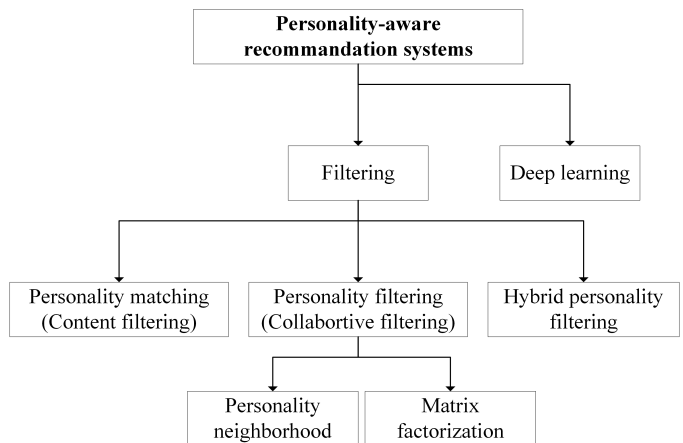 Personality-aware
recommandation systems
Filtering
Deep learning
Personality matching
(Content filtering)
Personality filtering
(Collabortive filtering)
Hybrid personality
filtering
Personality
neighborhood
Matrix
factorization